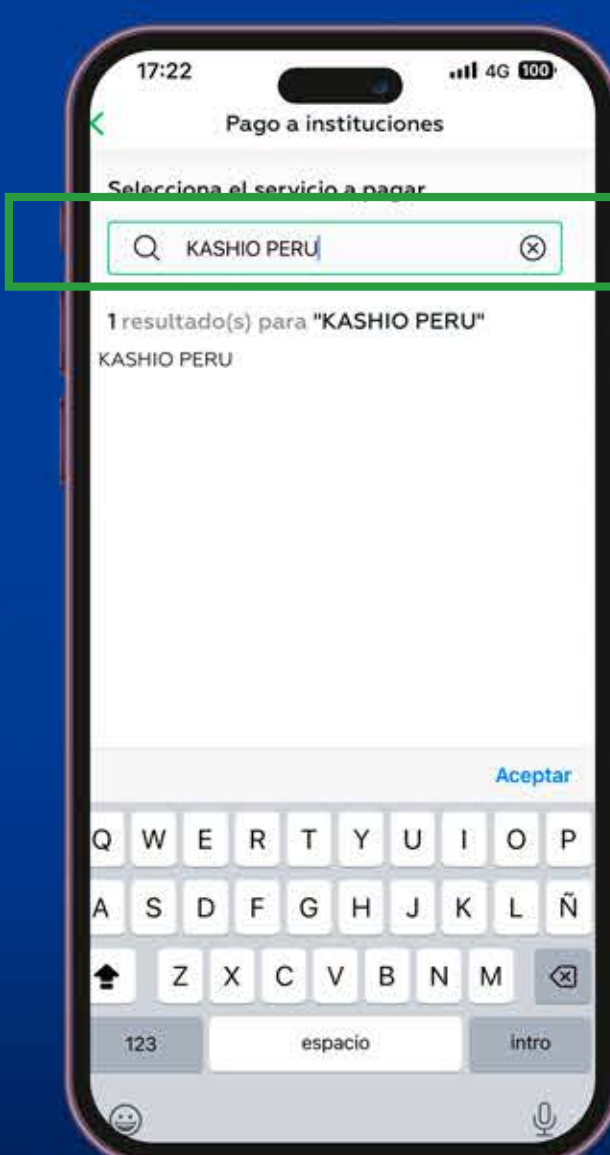 17:22 4G 100
Pago a instituciones
Selecciona el servicio a pagar
KASHIO PERU
1 resultado(s) para "KASHIO PERU"
KASHIO PERU
Aceptar
Q W E R T Y U I O P
A S D F G H J K L Ñ
Z X C V B N M
123 espacio intro